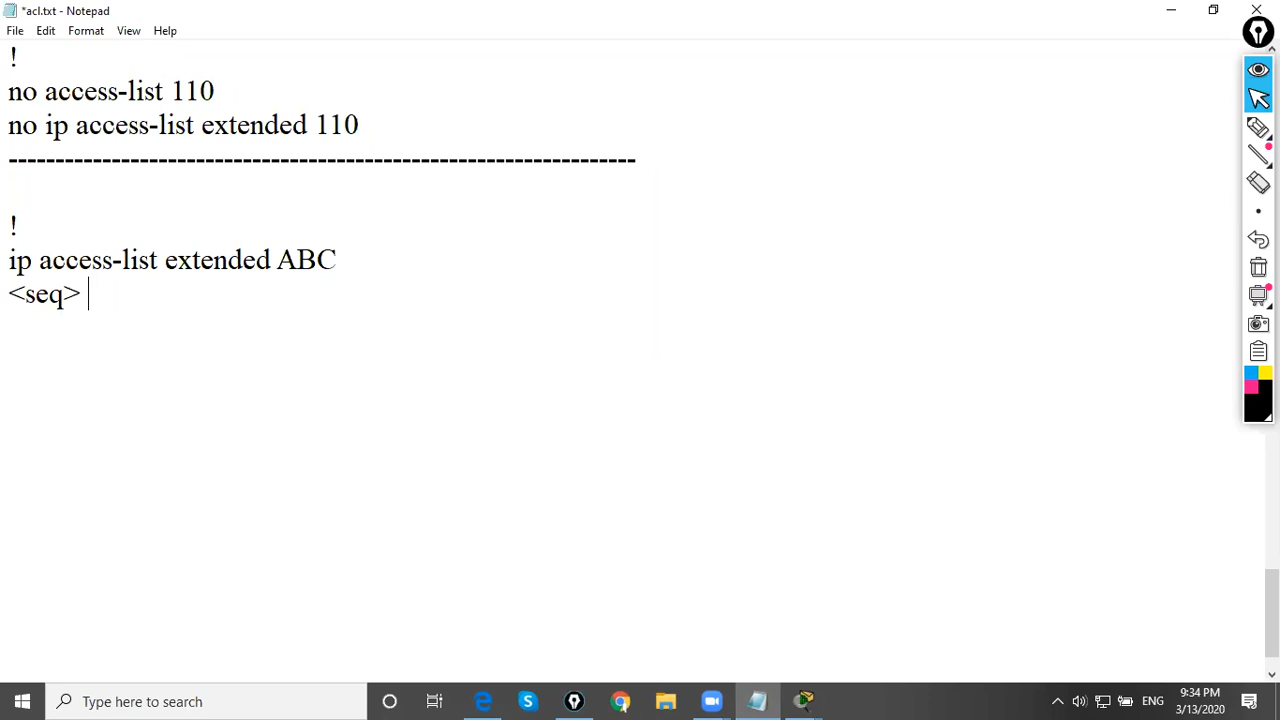 *acl.txt - Notepad
File Edit Format View Help
!
no access-list 110
no ip access-list extended 110
-------------------------------------------------------------------
!
ip access-list extended ABC
<seq>
Type here to search
ENG
9:34 PM
3/13/2020